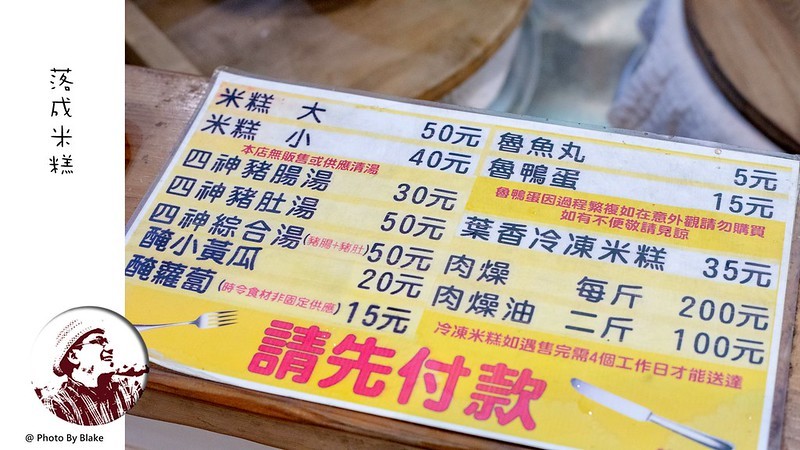 落成米糕
米糕 大 50元
米糕 小 40元
本店無販售或供應清湯
四神豬腸湯 30元
四神豬肚湯 50元
四神綜合湯(豬腸+豬肚)50元
醃小黃瓜 20元
醃蘿蔔(時令食材非固定供應) 15元
魯魚丸 5元
魯鴨蛋 15元
魯鴨蛋因過程繁複如在意外觀請勿購買
如有不便敬請見諒
葉香冷凍米糕 35元
肉燥 每斤 200元
肉燥油 二斤 100元
冷凍米糕如遇售完需4個工作日才能送達
請先付款
@ Photo By Blake